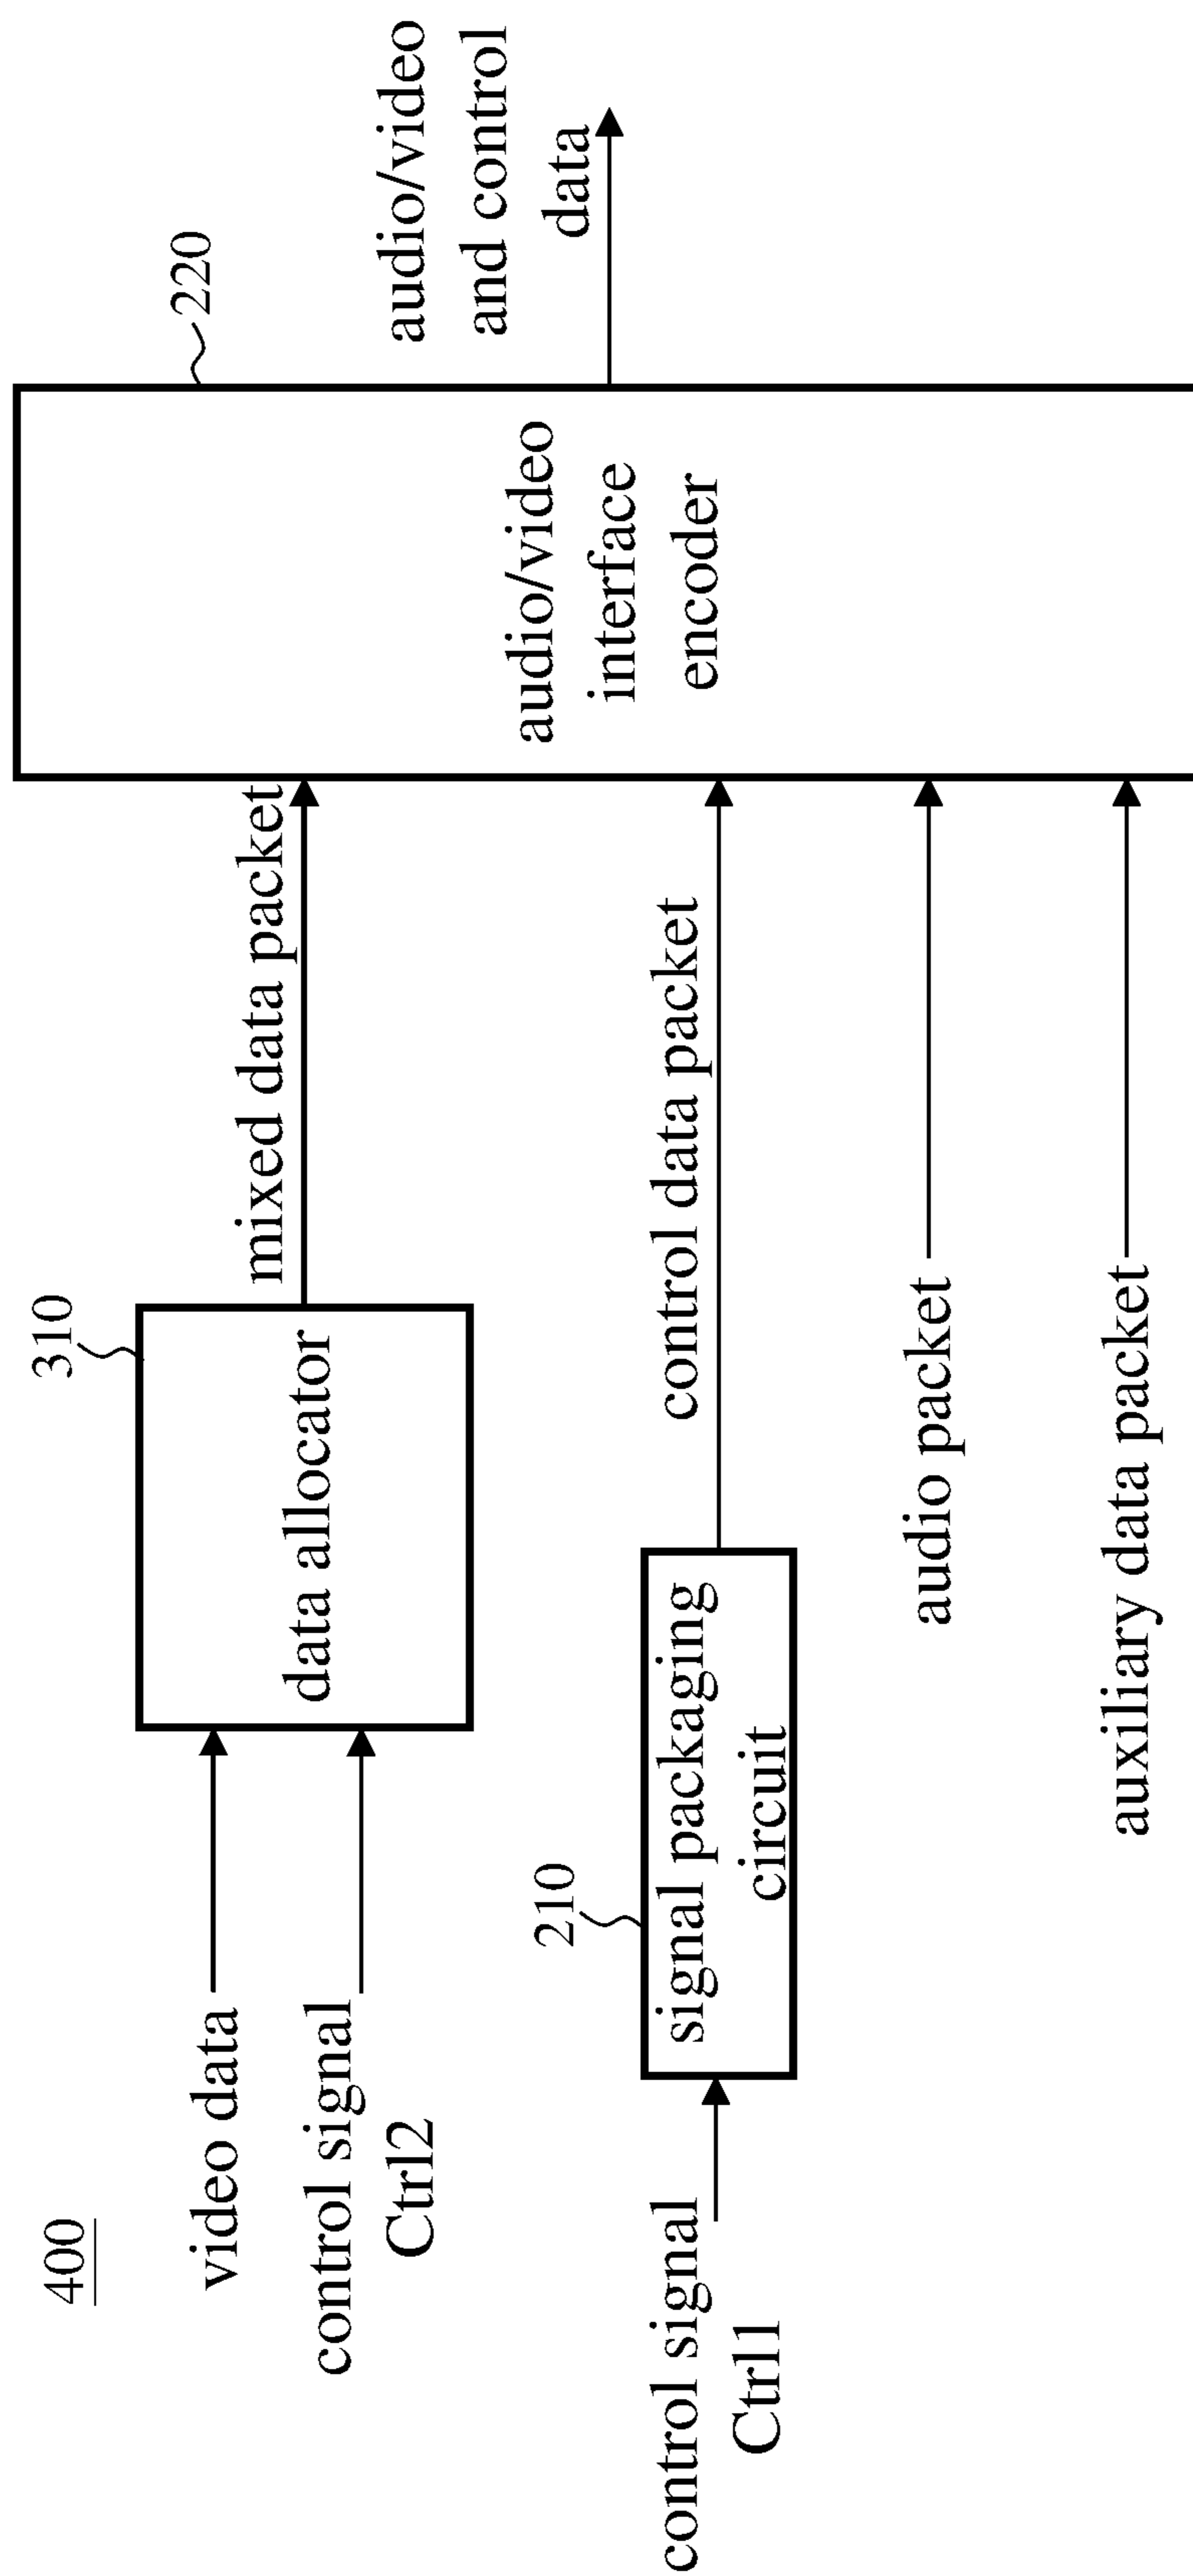 400
video data
control signal
Ctrl2
310
data allocator
mixed data packet
control signal
Ctrl1
210
signal packaging
circuit
control data packet
audio packet
auxiliary data packet
220
audio/video
interface
encoder
audio/video
and control
data